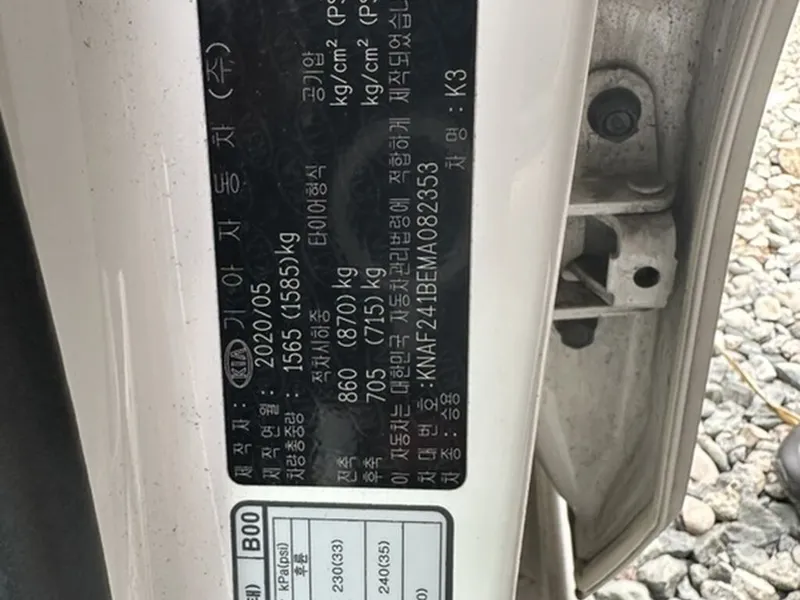 제작자 : KIA 기아자동차(주)
제작연월 : 2020/05
차량총중량 : 1565 (1585)kg
적차시하중 타이어형식 공기압
전축 860 (870)kg kg/cm² (PS
후축 705 (715)kg kg/cm² (PS
이 자동차는 대한민국 자동차관리법령에 적합하게 제작되었습니
차대번호 : KNAF241BEMA082353
차종 : 승용 차명 : K3
B00
kPa(psi)
후륜
230(33)
240(35)